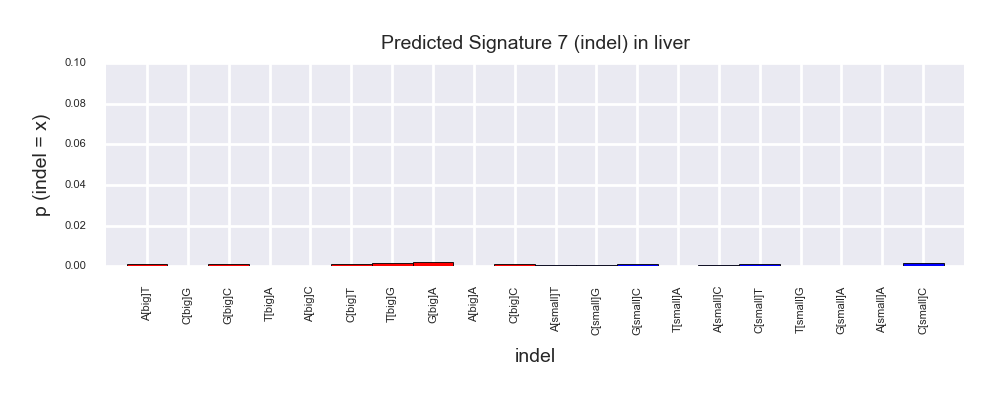 Predicted Signature 7 (indel) in liver
p (indel = x)
0.10
0.08
0.06
0.04
0.02
0.00
A[big]T
C[big]G
G[big]C
T[big]A
A[big]C
C[big]T
T[big]G
G[big]A
A[big]A
C[big]C
A[small]T
C[small]G
G[small]C
T[small]A
A[small]C
C[small]T
T[small]G
G[small]A
A[small]A
C[small]C
indel